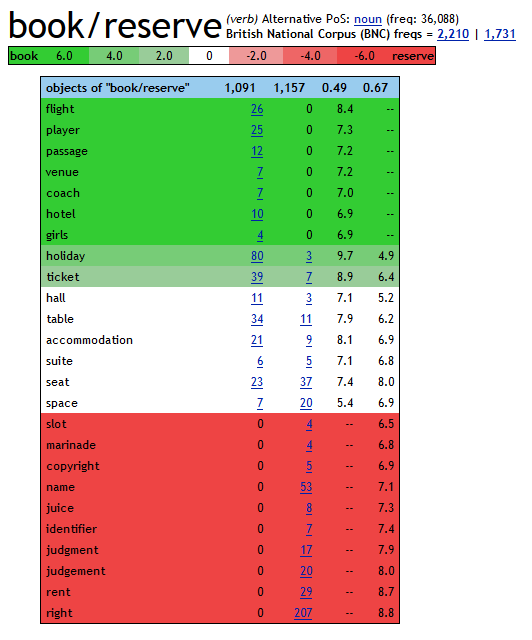 book/reserve (verb) Alternative PoS: noun (freq: 36,088)
British National Corpus (BNC) freqs = 2,210 | 1,731
book 6.0 4.0 2.0 0 -2.0 -4.0 -6.0 reserve
objects of "book/reserve" 1,091 1,157 0.49 0.67
flight 26 0 8.4 --
player 25 0 7.3 --
passage 12 0 7.2 --
venue 7 0 7.2 --
coach 7 0 7.0 --
hotel 10 0 6.9 --
girls 4 0 6.9 --
holiday 80 3 9.7 4.9
ticket 39 7 8.9 6.4
hall 11 3 7.1 5.2
table 34 11 7.9 6.2
accommodation 21 9 8.1 6.9
suite 6 5 7.1 6.8
seat 23 37 7.4 8.0
space 7 20 5.4 6.9
slot 0 4 -- 6.5
marinade 0 4 -- 6.8
copyright 0 5 -- 6.9
name 0 53 -- 7.1
juice 0 8 -- 7.3
identifier 0 7 -- 7.4
judgment 0 17 -- 7.9
judgement 0 20 -- 8.0
rent 0 29 -- 8.7
right 0 207 -- 8.8